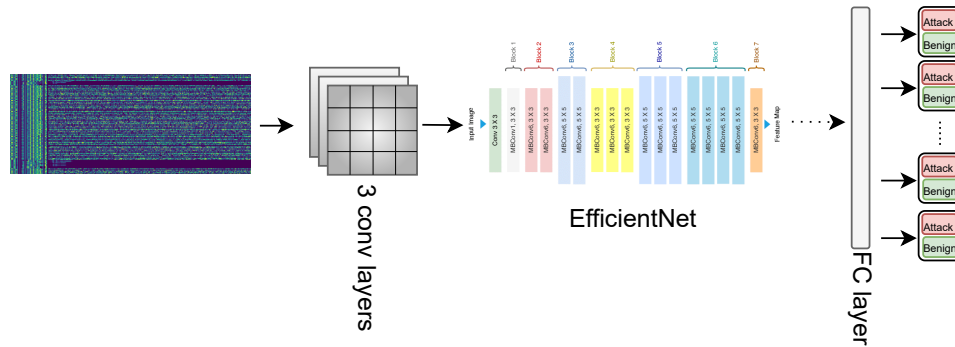 Block 1
Block 2
Block 3
Block 4
Block 5
Block 6
Block 7
Input Image
Conv 3 X 3
MBConv1, 3 X 3
MBConv6, 3 X 3
MBConv6, 3 X 3
MBConv6, 5 X 5
MBConv6, 5 X 5
MBConv6, 3 X 3
MBConv6, 3 X 3
MBConv6, 3 X 3
MBConv6, 5 X 5
MBConv6, 5 X 5
MBConv6, 5 X 5
MBConv6, 5 X 5
MBConv6, 5 X 5
MBConv6, 5 X 5
MBConv6, 5 X 5
MBConv6, 3 X 3
Feature Map
3 conv layers
EfficientNet
FC layer
Attack
Benign
Attack
Benign
Attack
Benign
Attack
Benign